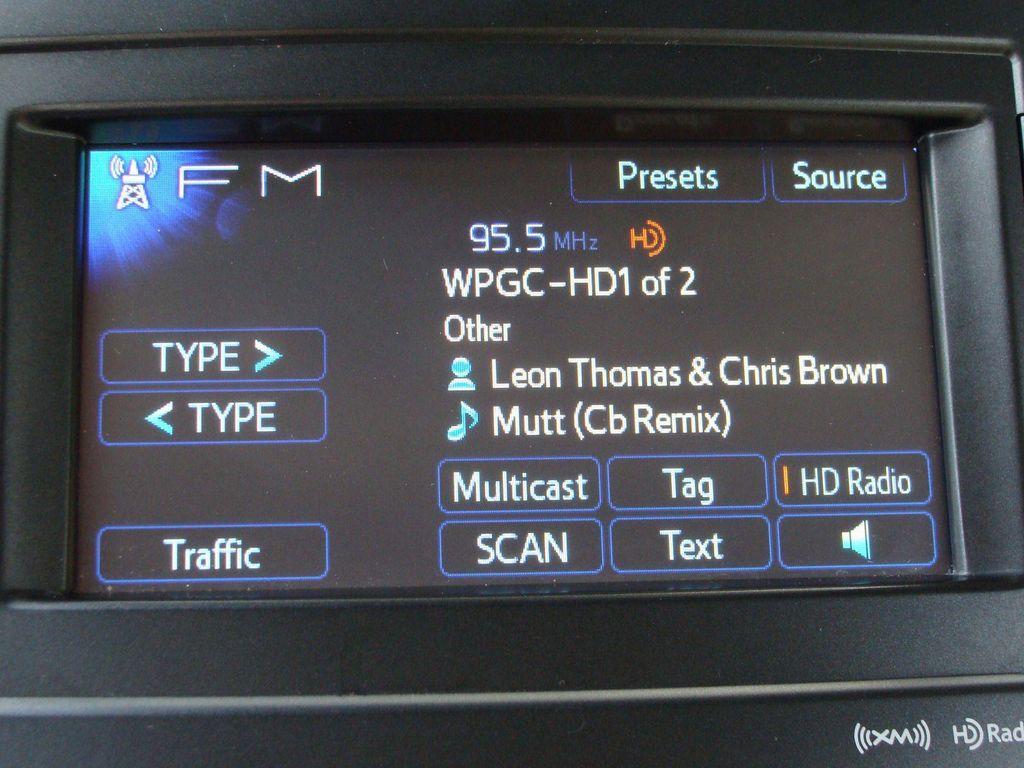 FM
Presets
Source
95.5 MHz HD
WPGC-HD1 of 2
Other
TYPE >
Leon Thomas & Chris Brown
< TYPE
Mutt (Cb Remix)
Multicast
Tag
HD Radio
Traffic
SCAN
Text
((XM)) HD Rad